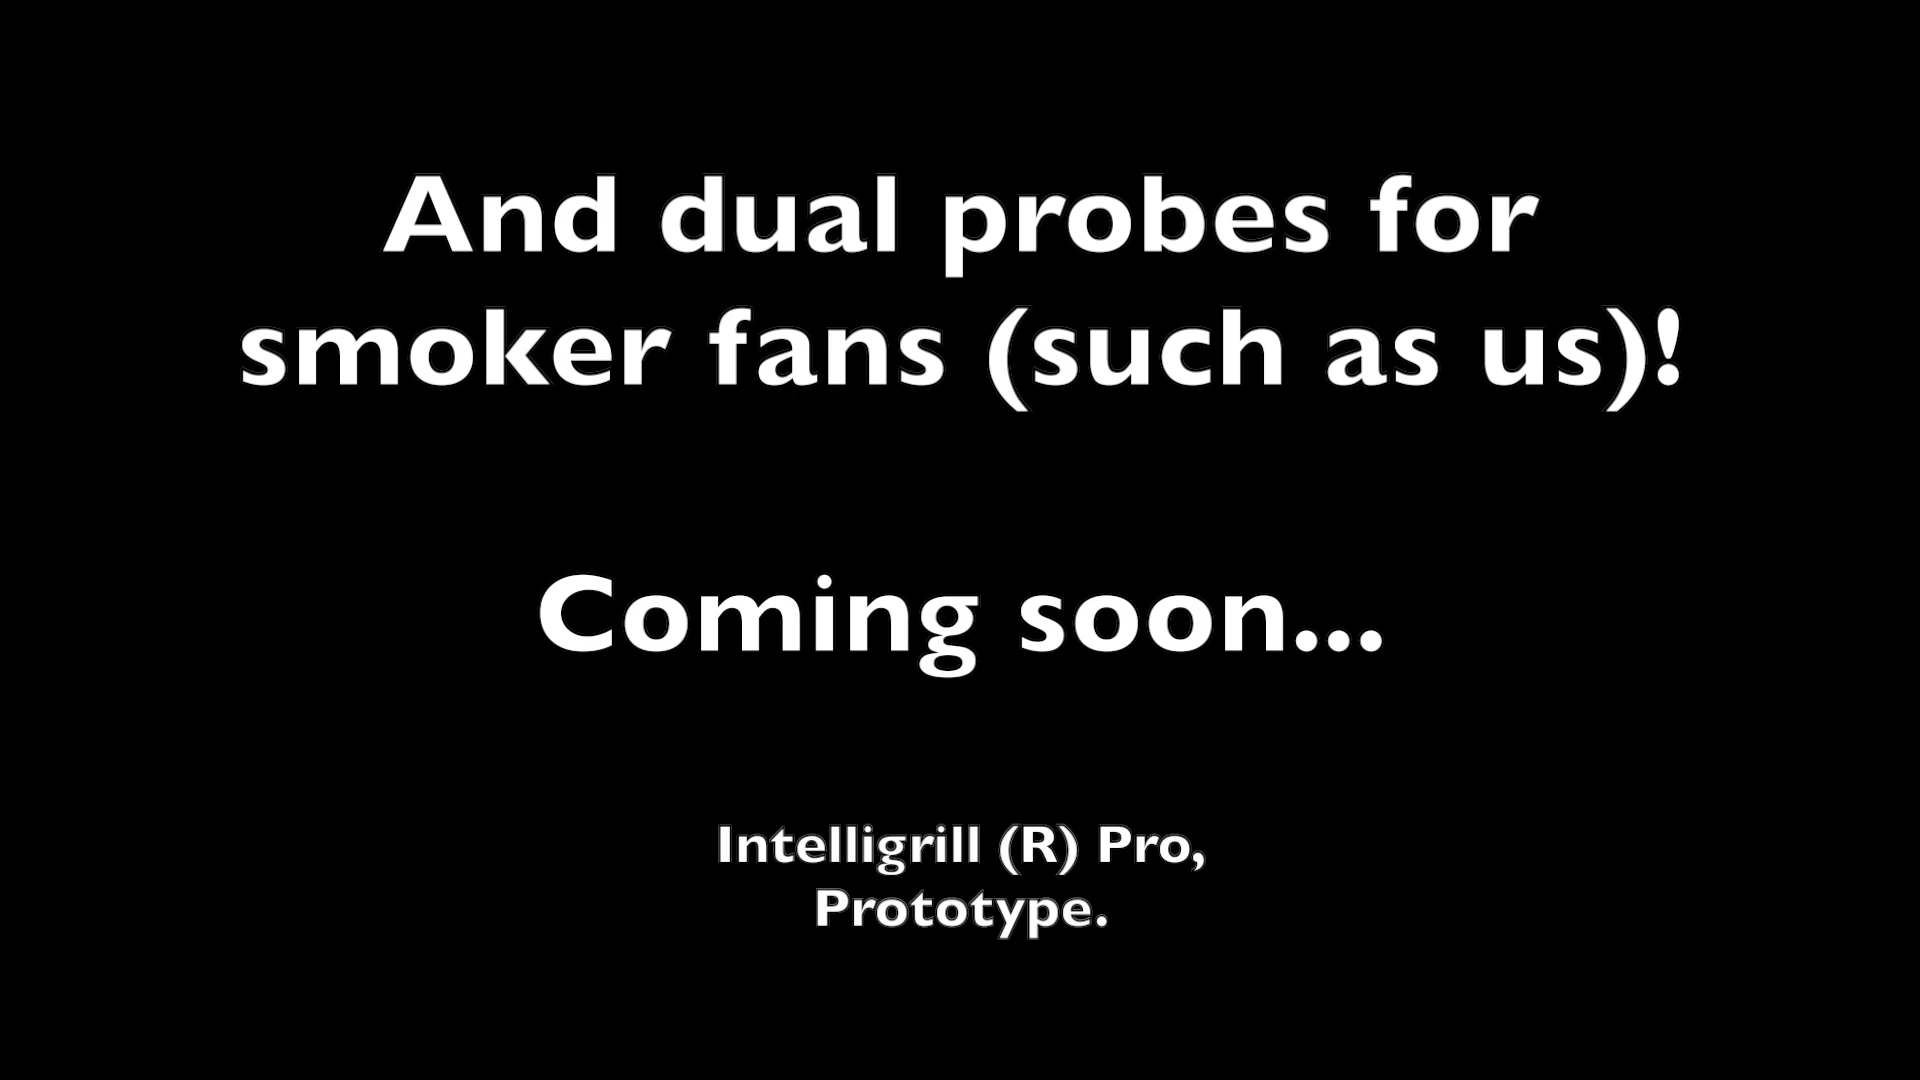 And dual probes for
smoker fans (such as us)!
Coming soon...
Intelligrill (R) Pro,
Prototype.